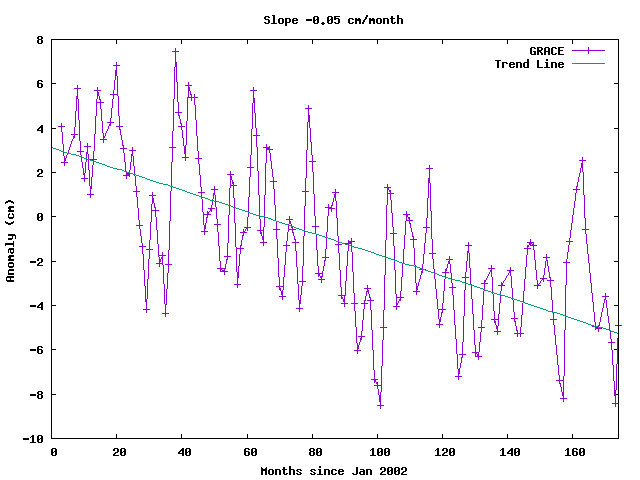 Slope -0.05 cm/month
GRACE
Trend Line
8
6
4
2
0
-2
-4
-6
-8
-10
Anomaly (cm)
0 20 40 60 80 100 120 140 160
Months since Jan 2002